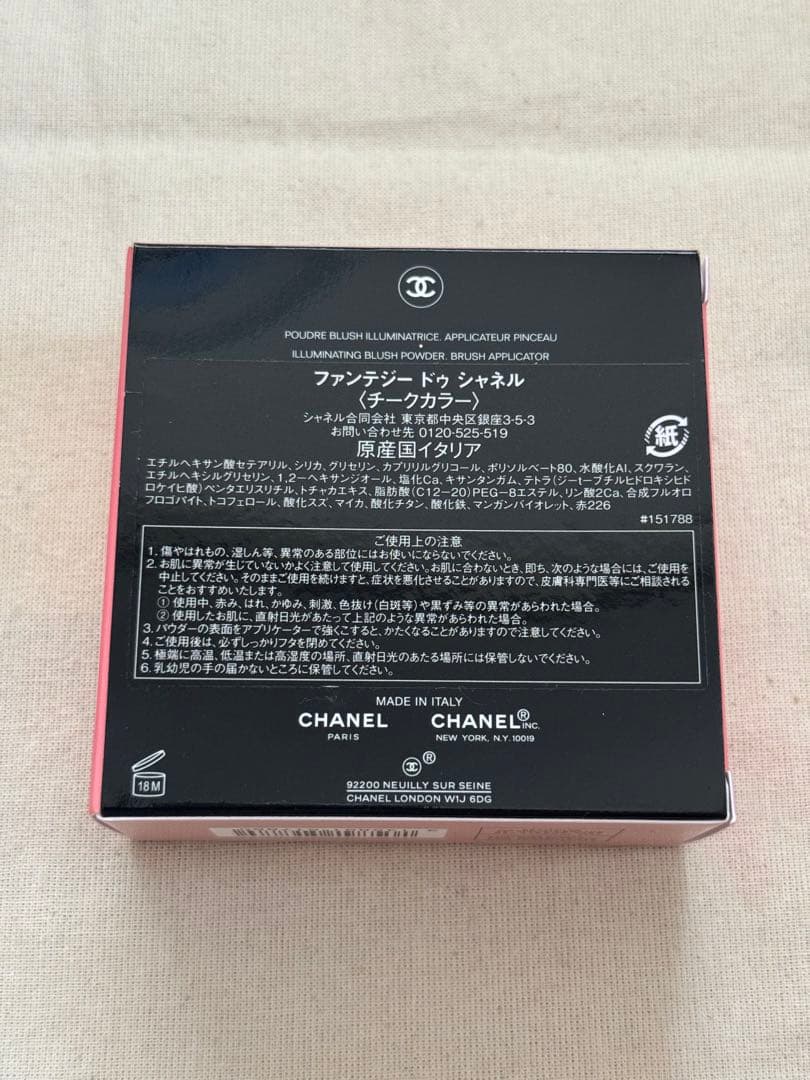 POUDRE BLUSH ILLUMINATRICE. APPLICATEUR PINCEAU
•
ILLUMINATING BLUSH POWDER. BRUSH APPLICATOR
ファンテジー ドゥ シャネル
〈チークカラー〉
シャネル合同会社 東京都中央区銀座3-5-3
お問い合わせ先 0120-525-519
原産国イタリア
紙
エチルヘキサン酸セテアリル、シリカ、グリセリン、カプリリルグリコール、ポリソルベート80、水酸化Al、スクワラン、
エチルヘキシルグリセリン、1,2-ヘキサンジオール、塩化Ca、キサンタンガム、テトラ(ジ-t-ブチルヒドロキシヒド
ロケイヒ酸)ペンタエリスリチル、トチャカエキス、脂肪酸(C12-20)PEG-8エステル、リン酸2Ca、合成フルオロ
フロゴパイト、トコフェロール、酸化スズ、マイカ、酸化チタン、酸化鉄、マンガンバイオレット、赤226
#151788
ご使用上の注意
1. 傷やはれもの、湿しん等、異常のある部位にはお使いにならないでください。
2. お肌に異常が生じていないかよく注意して使用してください。お肌に合わないとき、即ち、次のような場合には、ご使用を
中止してください。そのままご使用を続けますと、症状を悪化させることがありますので、皮膚科専門医等にご相談される
ことをおすすめいたします。
① 使用中、赤み、はれ、かゆみ、刺激、色抜け(白斑等)や黒ずみ等の異常があらわれた場合。
② 使用したお肌に、直射日光があたって上記のような異常があらわれた場合。
3. パウダーの表面をアプリケーターで強くこすると、かたくなることがありますので注意してください。
4. ご使用後は、必ずしっかりフタを閉めてください。
5. 極端に高温、低温または高湿度の場所、直射日光のあたる場所には保管しないでください。
6. 乳幼児の手の届かないところに保管してください。
MADE IN ITALY
CHANEL CHANEL® INC.
PARIS NEW YORK, N.Y. 10019
®
18 M
92200 NEUILLY SUR SEINE
CHANEL LONDON W1J 6DG